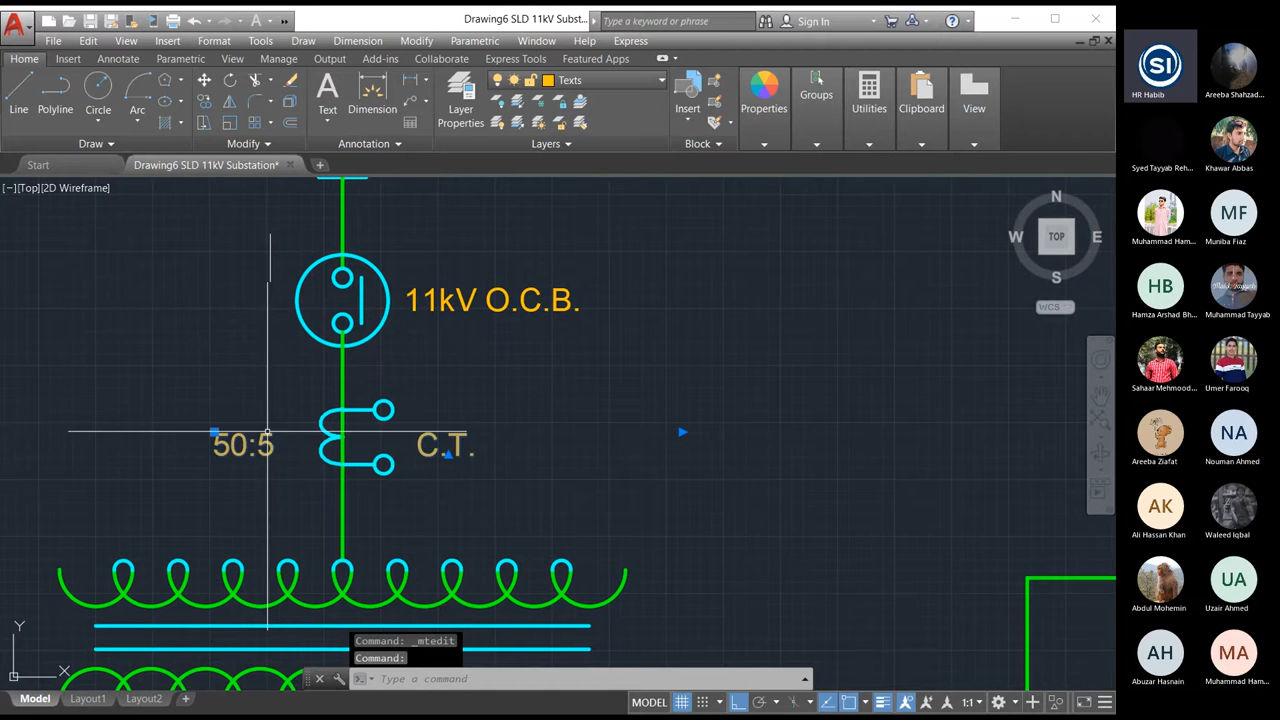 Drawing6 SLD 11kV Subst... Type a keyword or phrase Sign In
File Edit View Insert Format Tools Draw Dimension Modify Parametric Window Help Express
Home Insert Annotate Parametric View Manage Output Add-ins Collaborate Express Tools Featured Apps
Texts
Line Polyline Circle Arc Text Dimension Layer Properties Insert Properties Groups Utilities Clipboard View
Draw Modify Annotation Layers Block
Start Drawing6 SLD 11kV Substation*
[−][Top][2D Wireframe]
N
W TOP E
S
WCS
11kV O.C.B.
50:5 C.T.
Y
X
Command: _mtedit
Command:
Type a command
Model Layout1 Layout2 MODEL 1:1
SI
HR Habib
Areeba Shahzad...
Syed Tayyab Reh...
Khawar Abbas
Muhammad Ham...
MF
Muniba Fiaz
HB
Hamza Arshad Bh...
Muhammad Tayyab
Sahaar Mehmood...
Umer Farooq
Areeba Ziafat
NA
Nouman Ahmed
AK
Ali Hassan Khan
Waleed Iqbal
Abdul Mohemin
UA
Uzair Ahmed
AH
Abuzar Hasnain
MA
Muhammad Ham...